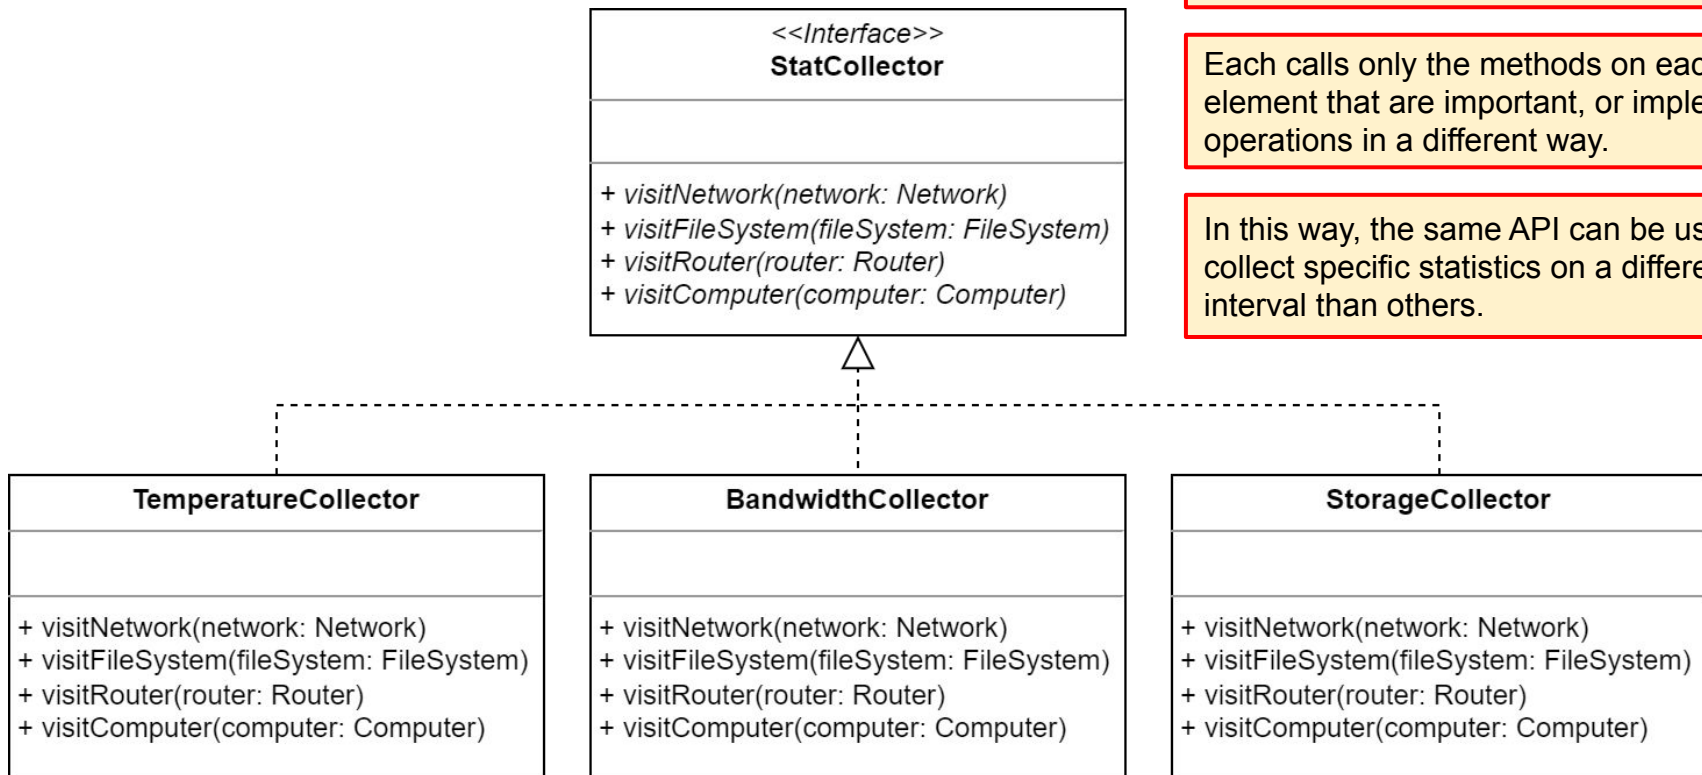 <<Interface>>
StatCollector
+ visitNetwork(network: Network)
+ visitFileSystem(fileSystem: FileSystem)
+ visitRouter(router: Router)
+ visitComputer(computer: Computer)
Each calls only the methods on
element that are important, or
operations in a different way.
In this way, the same API can be
collect specific statistics on a
interval than others.
TemperatureCollector
+ visitNetwork(network: Network)
+ visitFileSystem(fileSystem: FileSystem)
+ visitRouter(router: Router)
+ visitComputer(computer: Computer)
BandwidthCollector
+ visitNetwork(network: Network)
+ visitFileSystem(fileSystem: FileSystem)
+ visitRouter(router: Router)
+ visitComputer(computer: Computer)
StorageCollector
+ visitNetwork(network: Network)
+ visitFileSystem(fileSystem: FileSystem)
+ visitRouter(router: Router)
+ visitComputer(computer: Computer)